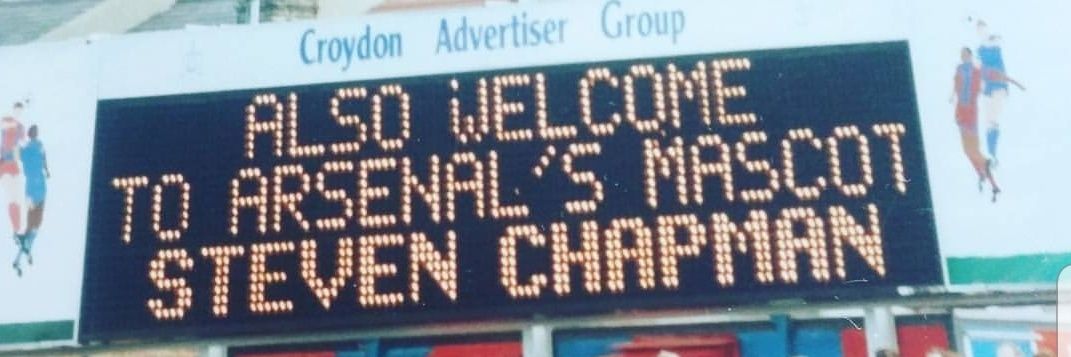 Croydon Advertiser Group
ALSO WELCOME
TO ARSENAL'S MASCOT
STEVEN CHAPMAN